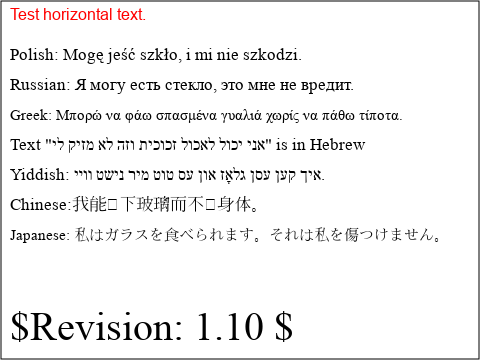 Test horizontal text.
Polish: Mogę jeść szkło, i mi nie szkodzi.
Russian: Я могу есть стекло, это мне не вредит.
Greek: Μπορώ να φάω σπασμένα γυαλιά χωρίς να πάθω τίποτα.
Text "אני יכול לאכול זכוכית וזה לא מזיק לי" is in Hebrew
Yiddish: איך קען עסן גלאָז און עס טוט מיר נישט װײ.
Chinese:我能▯下玻璃而不▯身体。
Japanese: 私はガラスを食べられます。それは私を傷つけません。
$Revision: 1.10 $